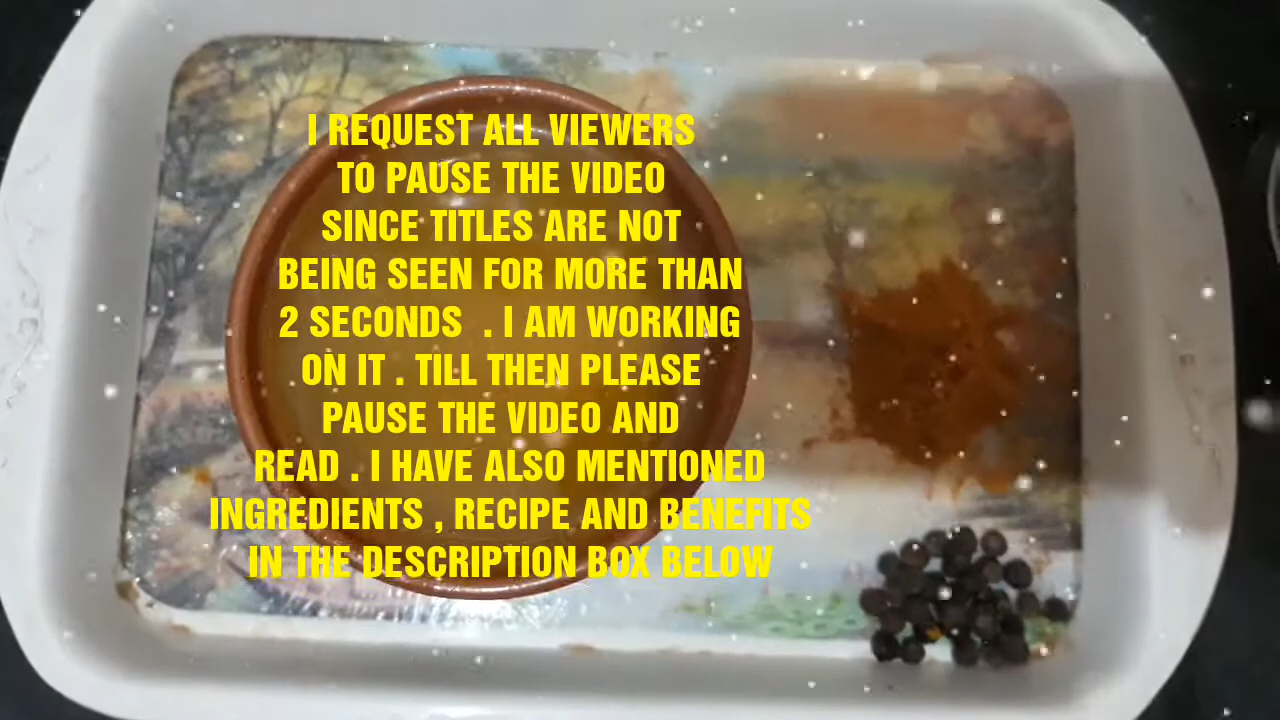 I REQUEST ALL VIEWERS
TO PAUSE THE VIDEO
SINCE TITLES ARE NOT
BEING SEEN FOR MORE THAN
2 SECONDS . I AM WORKING
ON IT . TILL THEN PLEASE
PAUSE THE VIDEO AND
READ . I HAVE ALSO MENTIONED
INGREDIENTS , RECIPE AND BENEFITS
IN THE DESCRIPTION BOX BELOW